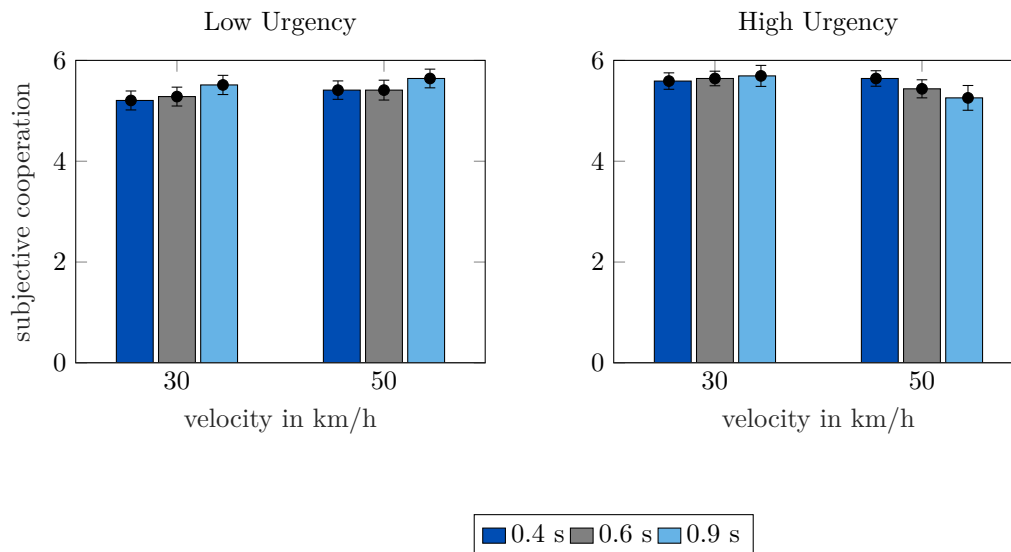 Low Urgency
High Urgency
subjective cooperation
6
4
2
0
30
50
velocity in km/h
6
4
2
0
30
50
velocity in km/h
0.4 s
0.6 s
0.9 s